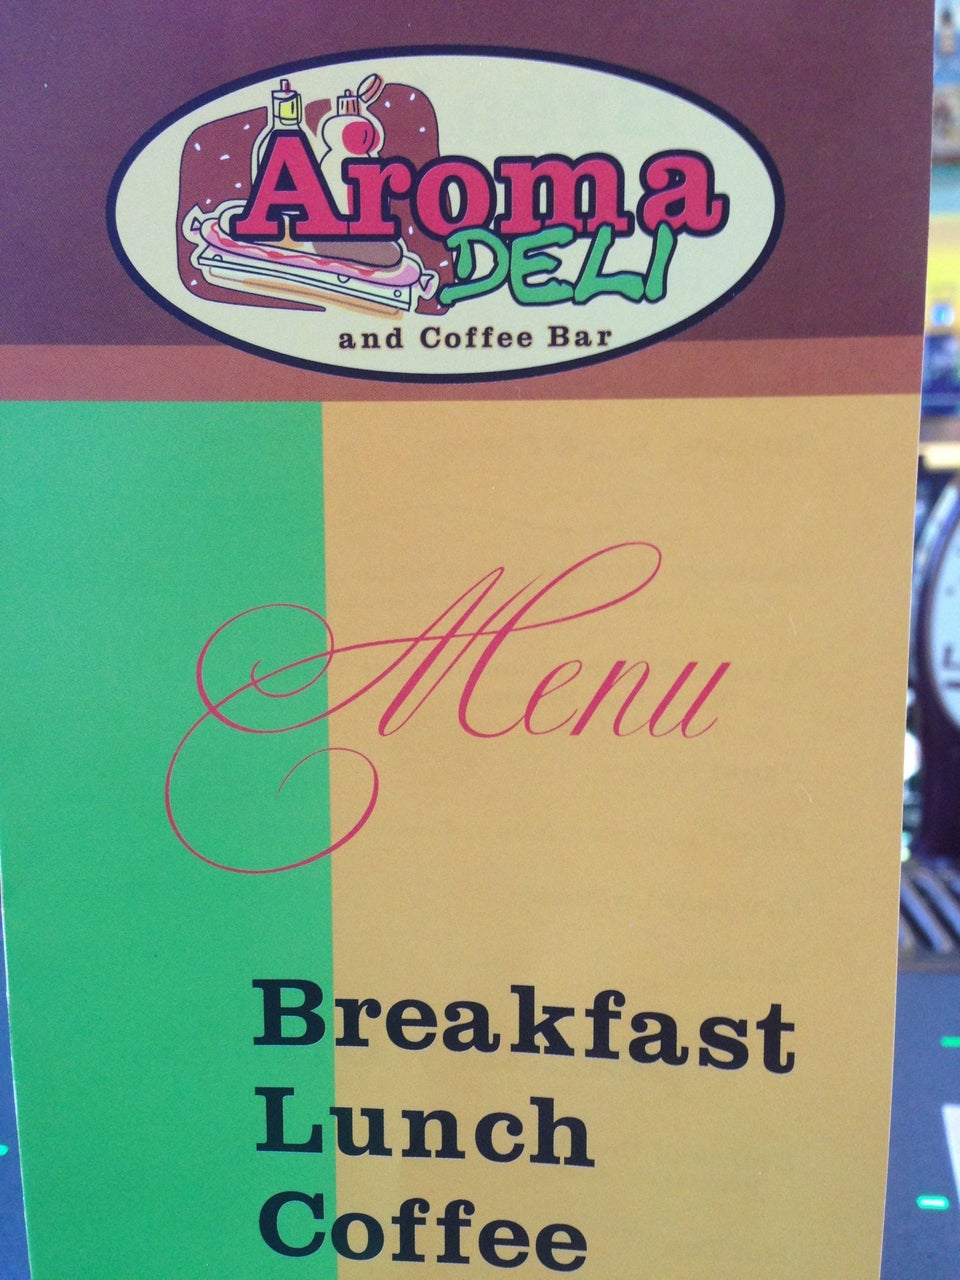 Aroma
DELI
and Coffee Bar
Menu
Breakfast
Lunch
Coffee